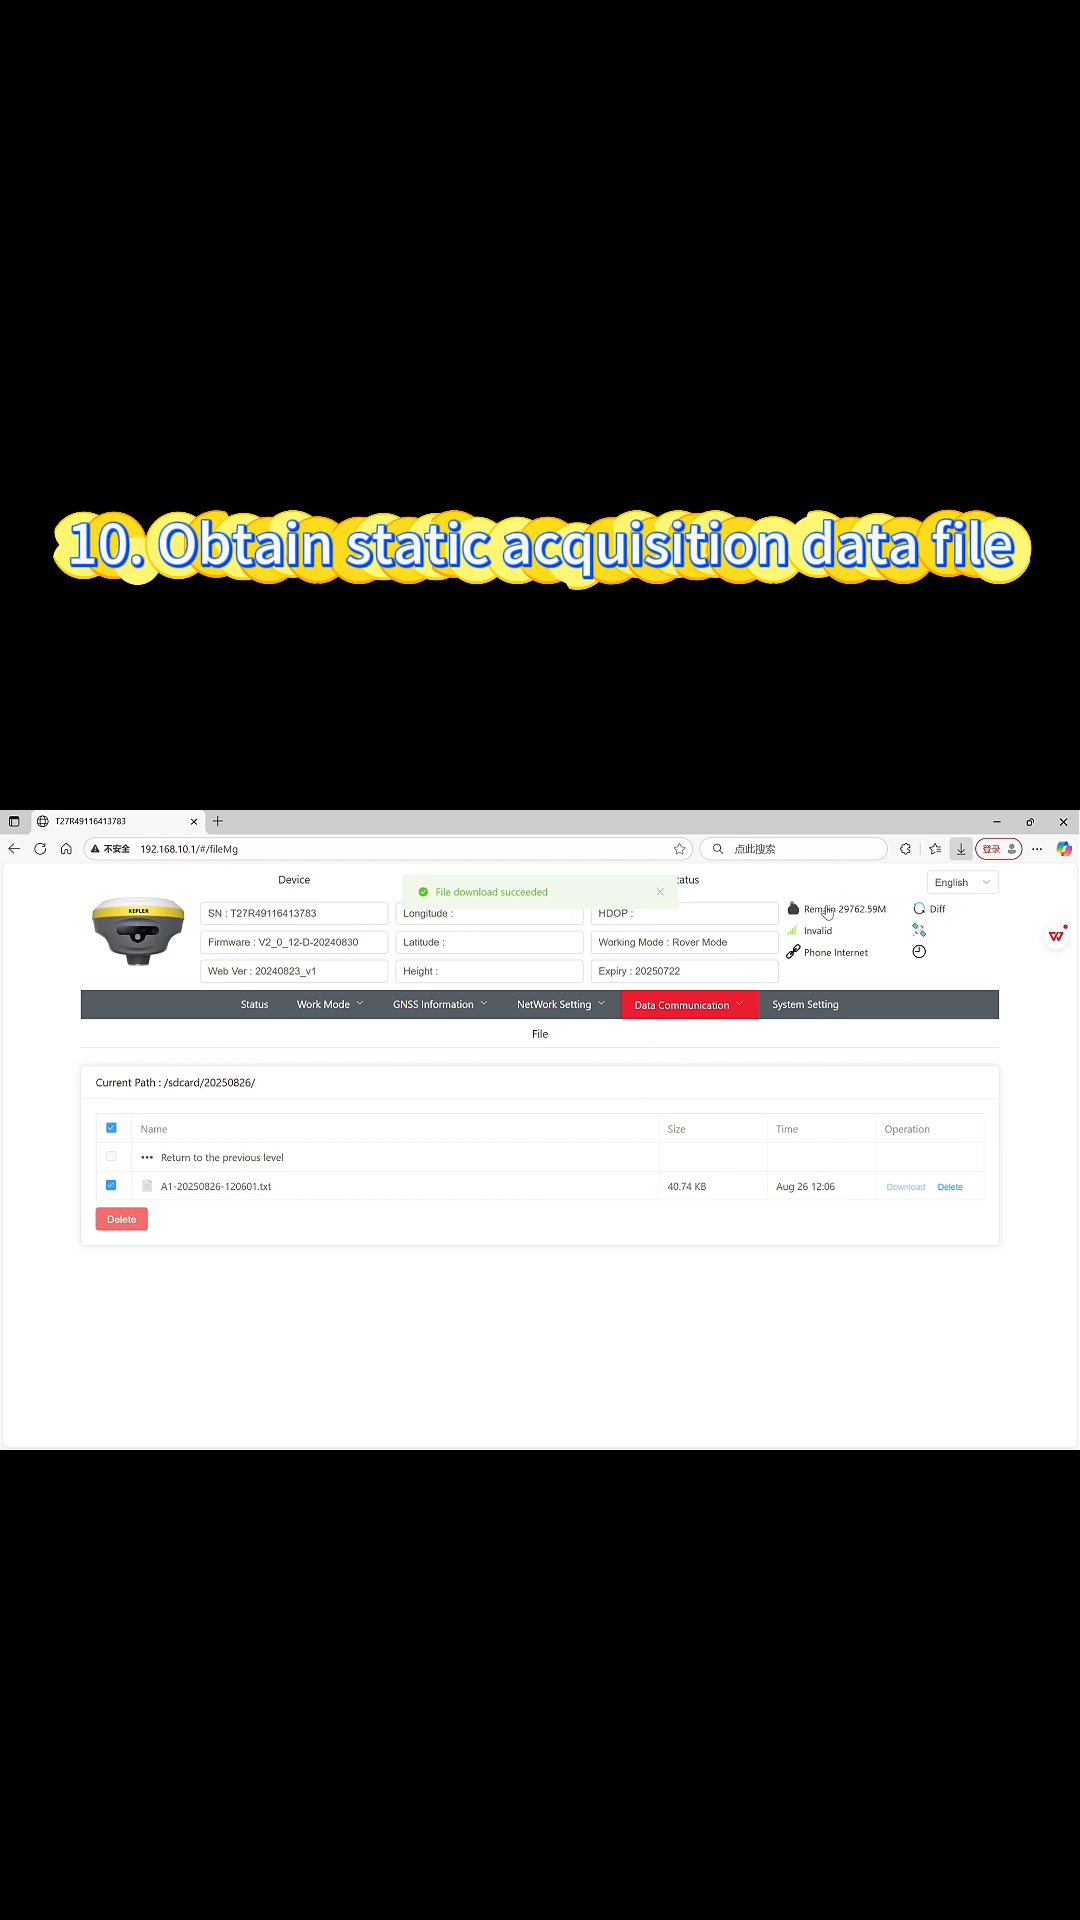 10. Obtain static acquisition data file
T27R49116413783
不安全 192.168.10.1/#/fileMg
点此搜索
登录
Device
File download succeeded
English
KEPLER
SN : T27R49116413783
Longitude :
HDOP :
29762.59M
Diff
Firmware : V2_0_12-D-20240830
Latitude :
Working Mode : Rover Mode
Invalid
Web Ver : 20240823_v1
Height :
Expiry : 20250722
Phone Internet
Status
Work Mode
GNSS Information
NetWork Setting
Data Communication
System Setting
File
Current Path : /sdcard/20250826/
Name
Size
Time
Operation
Return to the previous level
A1-20250826-120601.txt
40.74 KB
Aug 26 12:06
Download
Delete
Delete